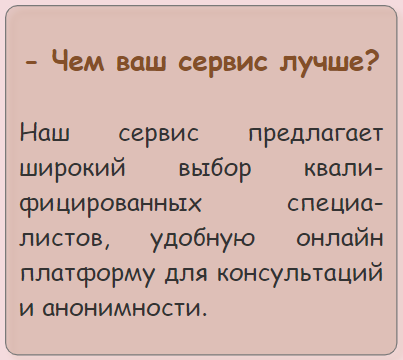 - Чем ваш сервис лучше?
Наш сервис предлагает
широкий выбор квали-
фицированных специа-
листов, удобную онлайн
платформу для консультаций
и анонимности.